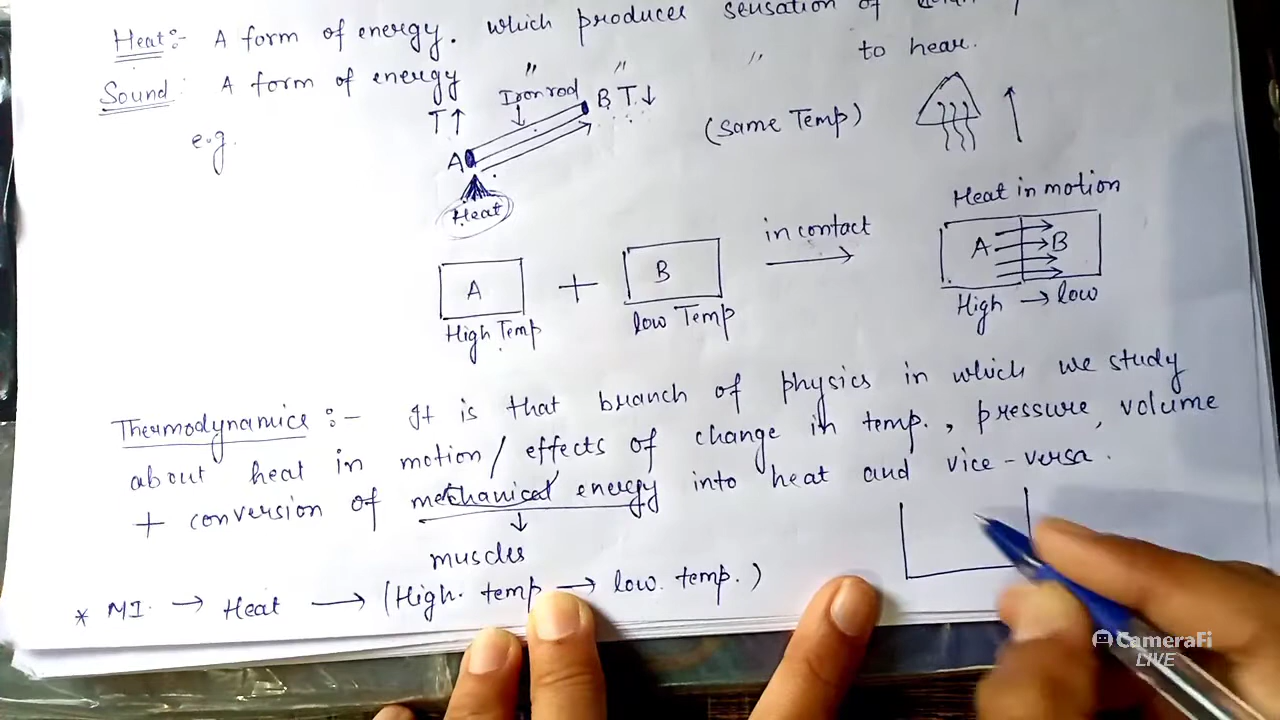 Heat:- A form of energy. which produces sensation of
Sound: A form of energy " " " to hear.
e.g.
T↑
Iron rod
B T↓
A
Heat
(same Temp)
Heat in motion
A
High Temp
+
B
low Temp
in contact
A → B
High → low
Thermodynamics :- It is that branch of physics in which we study
about heat in motion/ effects of change in temp., pressure, volume
+ conversion of mechanical energy into heat and vice-versa.
↓
muscles
* MI. → Heat → (High. temp → low. temp.)
CameraFi
LIVE